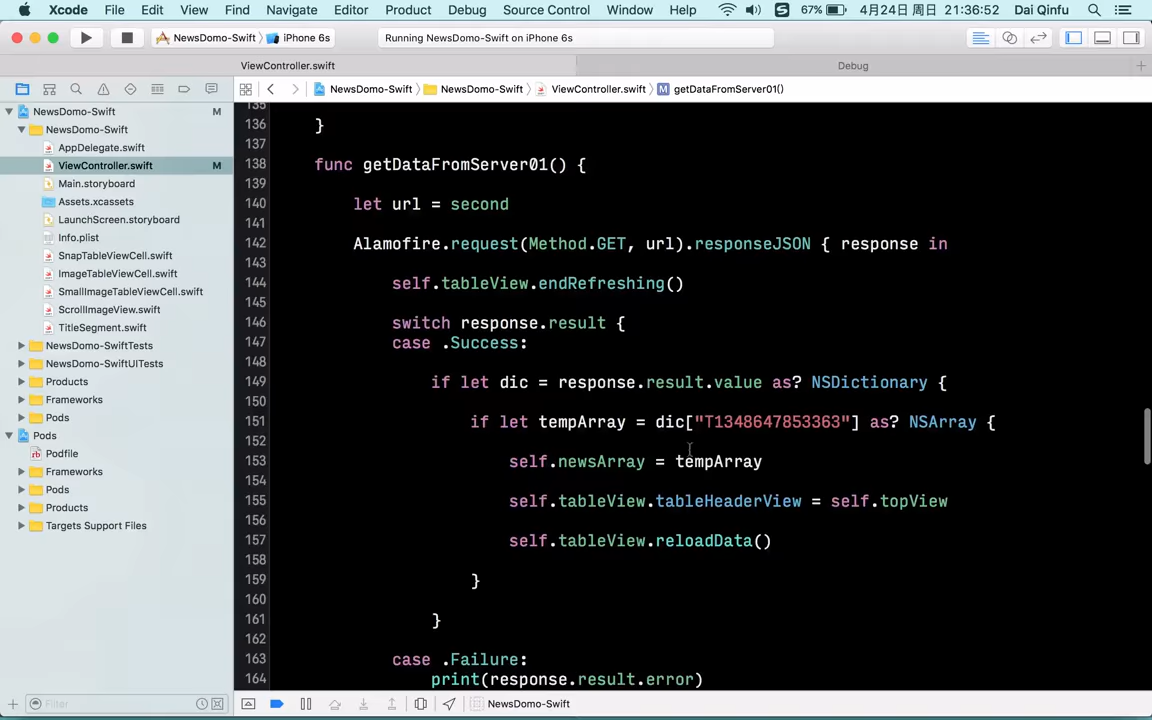 Xcode File Edit View Find Navigate Editor Product Debug Source Control Window Help 67% 4月24日 周日 21:36:52 Dai Qinfu
NewsDomo-Swift iPhone 6s Running NewsDomo-Swift on iPhone 6s
ViewController.swift Debug
NewsDomo-Swift NewsDomo-Swift ViewController.swift M getDataFromServer01()
NewsDomo-Swift M
NewsDomo-Swift
AppDelegate.swift
ViewController.swift M
Main.storyboard
Assets.xcassets
LaunchScreen.storyboard
Info.plist
SnapTableViewCell.swift
ImageTableViewCell.swift
SmallImageTableViewCell.swift
ScrollImageView.swift
TitleSegment.swift
NewsDomo-SwiftTests
NewsDomo-SwiftUITests
Products
Frameworks
Pods
Pods
Podfile
Frameworks
Pods
Products
Targets Support Files
Filter
135
136 }
137
138 func getDataFromServer01() {
139
140 let url = second
141
142 Alamofire.request(Method.GET, url).responseJSON { response in
143
144 self.tableView.endRefreshing()
145
146 switch response.result {
147 case .Success:
148
149 if let dic = response.result.value as? NSDictionary {
150
151 if let tempArray = dic["T1348647853363"] as? NSArray {
152
153 self.newsArray = tempArray
154
155 self.tableView.tableHeaderView = self.topView
156
157 self.tableView.reloadData()
158
159 }
160
161 }
162
163 case .Failure:
164 print(response.result.error)
NewsDomo-Swift